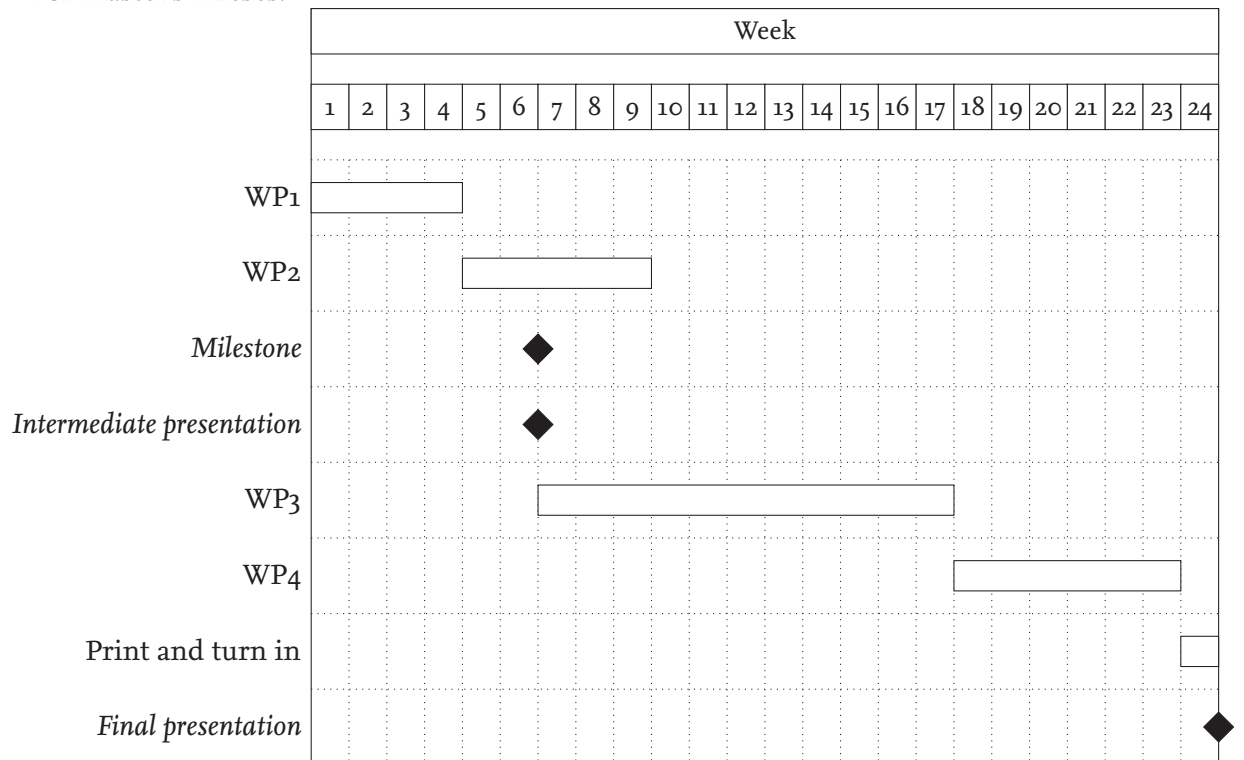 Week
1 2 3 4 5 6 7 8 9 10 11 12 13 14 15 16 17 18 19 20 21 22 23 24
WP1
WP2
Milestone
Intermediate presentation
WP3
WP4
Print and turn in
Final presentation